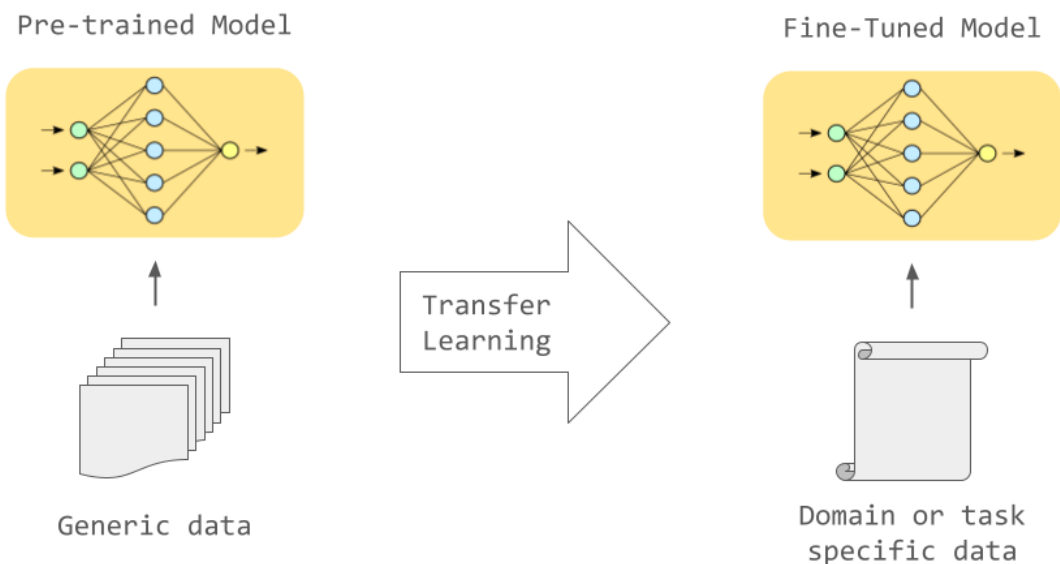 Pre-trained Model
Fine-Tuned Model
Transfer
Learning
Generic data
Domain or task
specific data